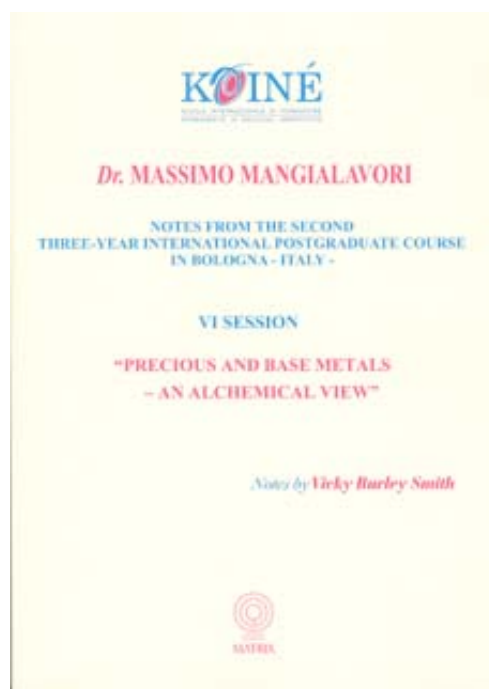 KOINÉ
Dr. MASSIMO MANGIALAVORI
NOTES FROM THE SECOND
THREE-YEAR INTERNATIONAL POSTGRADUATE COURSE
IN BOLOGNA - ITALY -
VI SESSION
“PRECIOUS AND BASE METALS
– AN ALCHEMICAL VIEW”
Notes by Vicky Burley Smith
MATRIX